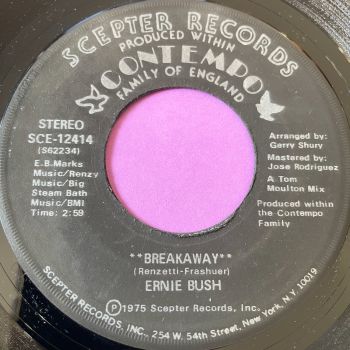 SCEPTER RECORDS
PRODUCED WITHIN
CONTEMPO
FAMILY OF ENGLAND
STEREO
SCE-12414
(S62234)
E.B. Marks
Music/Renzy
Music/Big
Steam Bath
Music/BMI
Time: 2:59
Arranged by:
Gerry Shury
Mastered by:
Jose Rodriguez
A Tom
Moulton Mix
Produced within
the Contempo
Family
**BREAKAWAY**
(Renzetti-Frashuer)
ERNIE BUSH
Ⓟ 1975 Scepter Records, Inc.
SCEPTER RECORDS, INC. 254 W. 54th Street, New York, N.Y. 10019